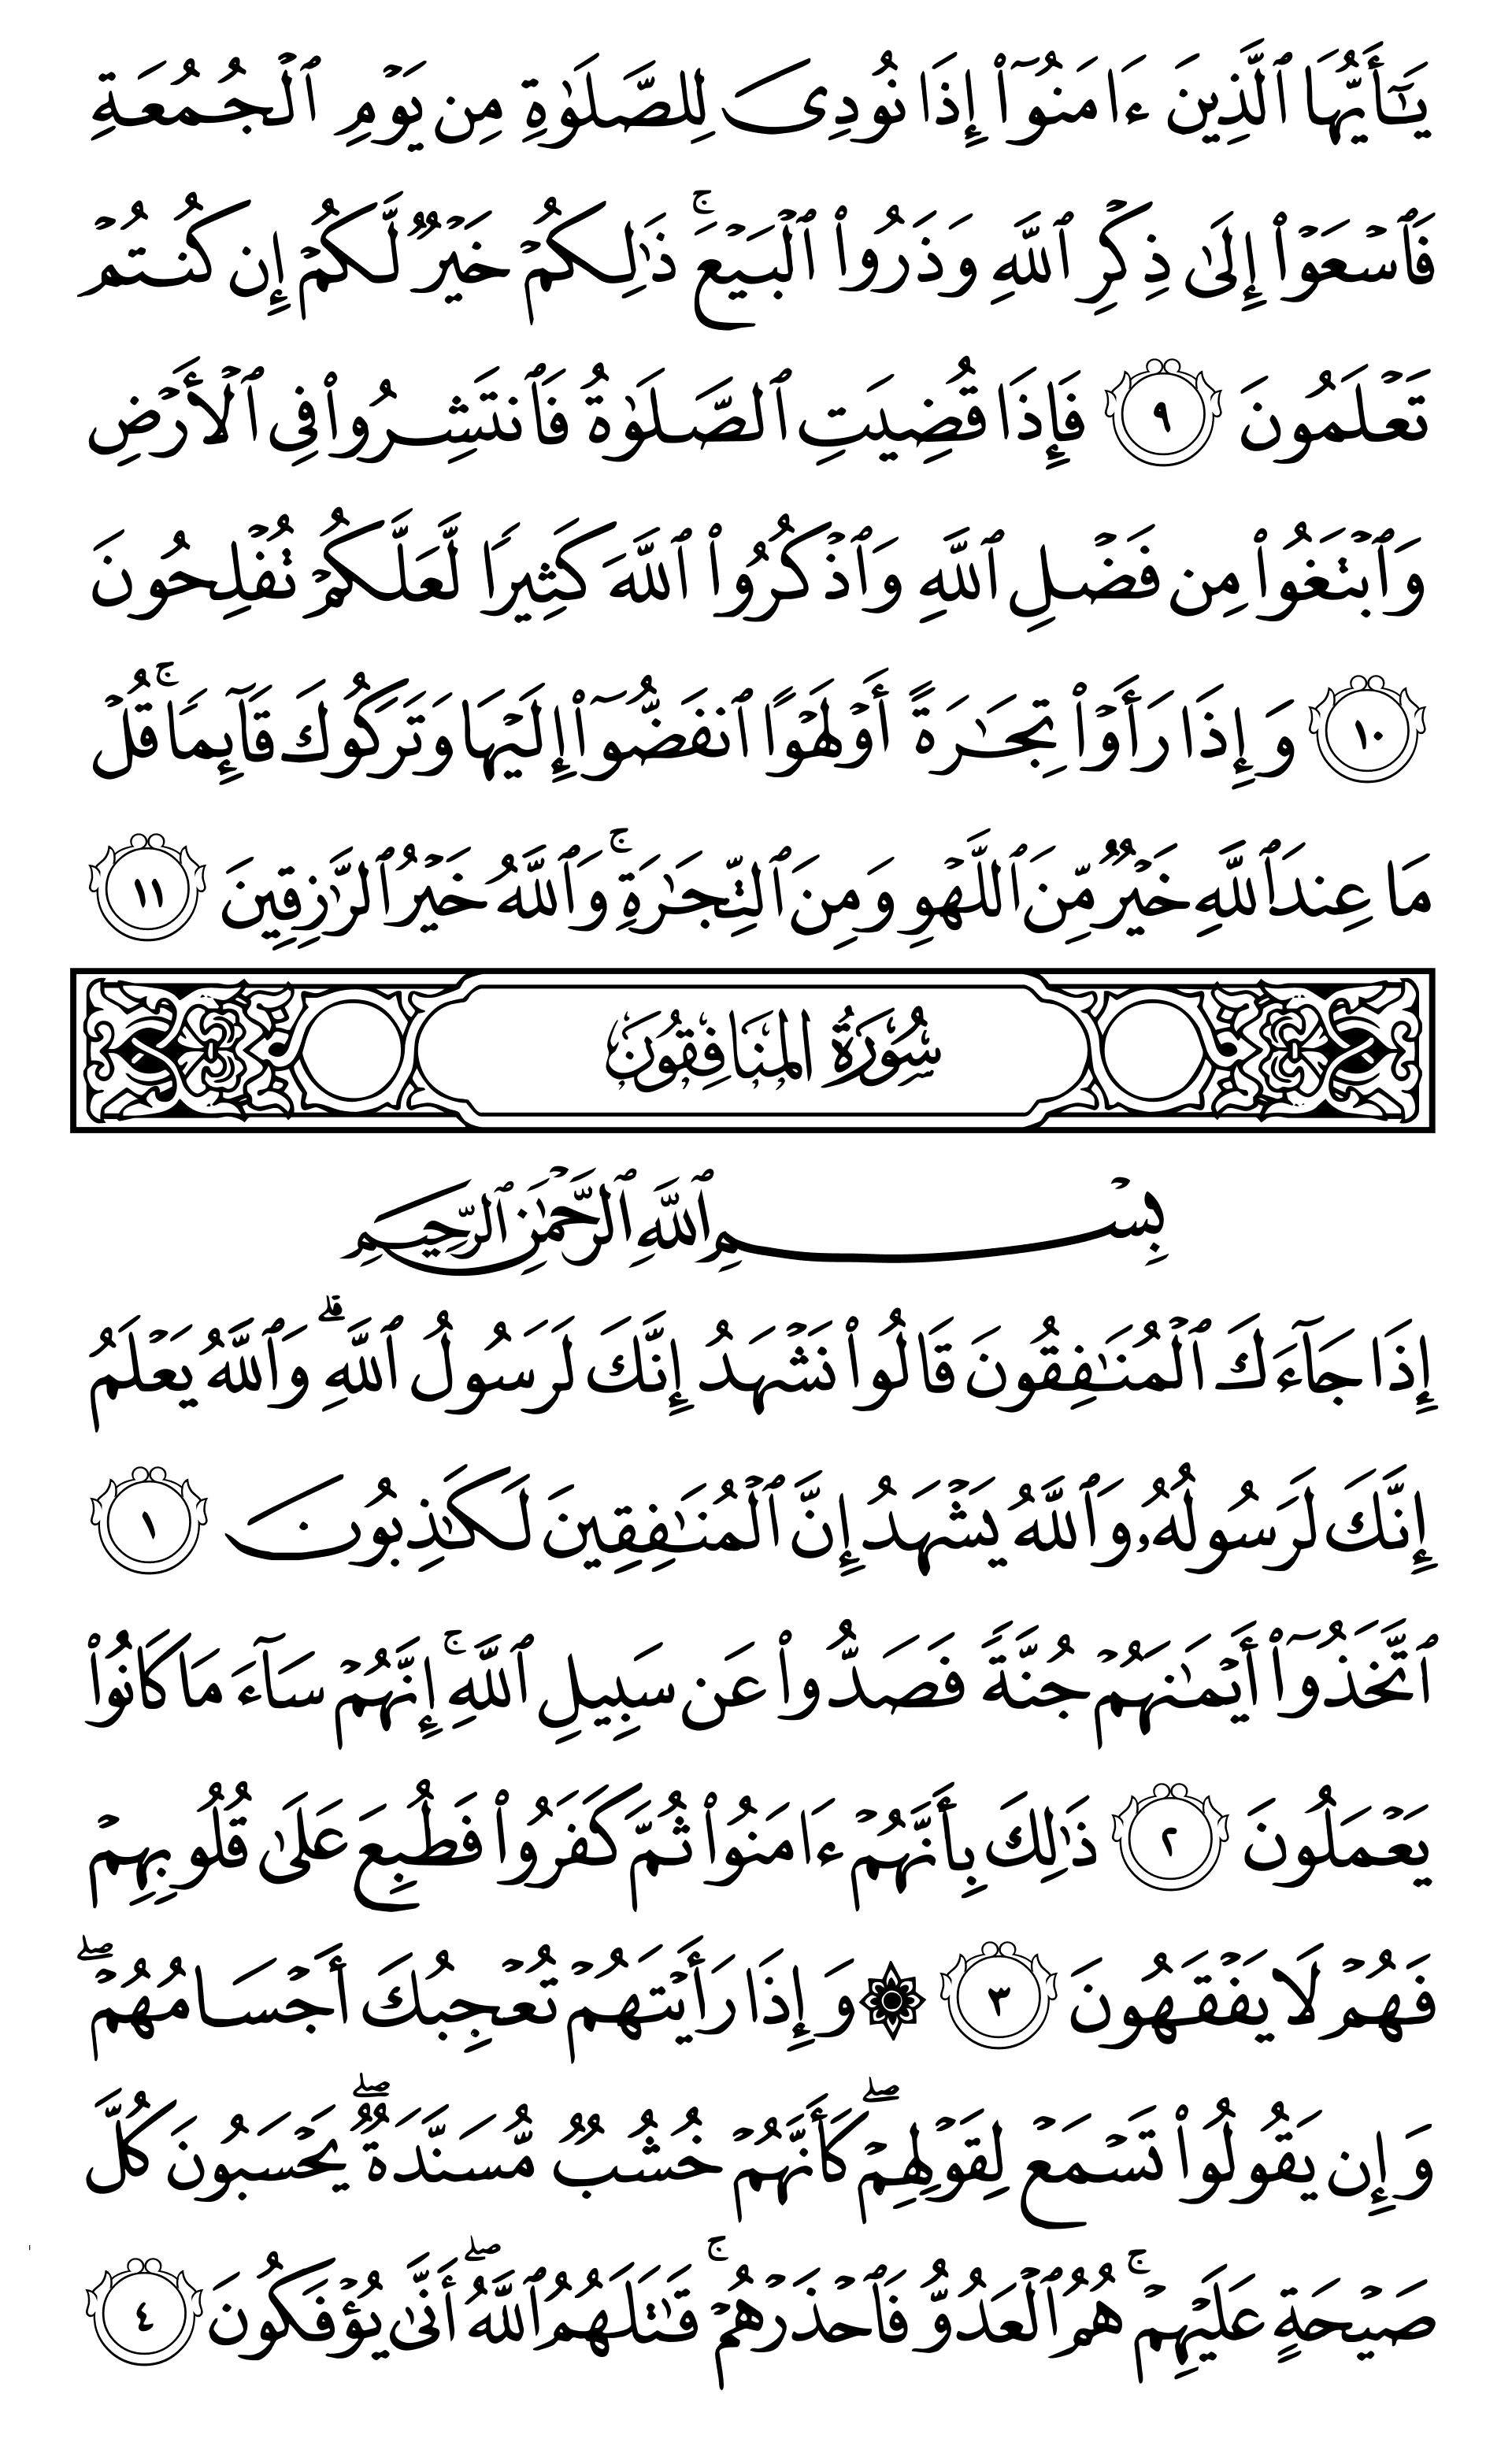 يَٰٓأَيُّهَا ٱلَّذِينَ ءَامَنُوٓا۟ إِذَا نُودِىَ لِلصَّلَوٰةِ مِن يَوْمِ ٱلْجُمُعَةِ
فَٱسْعَوْا۟ إِلَىٰ ذِكْرِ ٱللَّهِ وَذَرُوا۟ ٱلْبَيْعَ ۚ ذَٰلِكُمْ خَيْرٌ لَّكُمْ إِن كُنتُمْ
تَعْلَمُونَ ٩ فَإِذَا قُضِيَتِ ٱلصَّلَوٰةُ فَٱنتَشِرُوا۟ فِى ٱلْأَرْضِ
وَٱبْتَغُوا۟ مِن فَضْلِ ٱللَّهِ وَٱذْكُرُوا۟ ٱللَّهَ كَثِيرًا لَّعَلَّكُمْ تُفْلِحُونَ
١٠ وَإِذَا رَأَوْا۟ تِجَٰرَةً أَوْ لَهْوًا ٱنفَضُّوٓا۟ إِلَيْهَا وَتَرَكُوكَ قَآئِمًا ۚ قُلْ
مَا عِندَ ٱللَّهِ خَيْرٌ مِّنَ ٱللَّهْوِ وَمِنَ ٱلتِّجَٰرَةِ ۚ وَٱللَّهُ خَيْرُ ٱلرَّٰزِقِينَ ١١
سُورَةُ المُنَافِقُونَ
بِسْمِ ٱللَّهِ ٱلرَّحْمَٰنِ ٱلرَّحِيمِ
إِذَا جَآءَكَ ٱلْمُنَٰفِقُونَ قَالُوا۟ نَشْهَدُ إِنَّكَ لَرَسُولُ ٱللَّهِ ۗ وَٱللَّهُ يَعْلَمُ
إِنَّكَ لَرَسُولُهُۥ وَٱللَّهُ يَشْهَدُ إِنَّ ٱلْمُنَٰفِقِينَ لَكَٰذِبُونَ ١
ٱتَّخَذُوٓا۟ أَيْمَٰنَهُمْ جُنَّةً فَصَدُّوا۟ عَن سَبِيلِ ٱللَّهِ ۚ إِنَّهُمْ سَآءَ مَا كَانُوا۟
يَعْمَلُونَ ٢ ذَٰلِكَ بِأَنَّهُمْ ءَامَنُوا۟ ثُمَّ كَفَرُوا۟ فَطُبِعَ عَلَىٰ قُلُوبِهِمْ
فَهُمْ لَا يَفْقَهُونَ ٣ ۞ وَإِذَا رَأَيْتَهُمْ تُعْجِبُكَ أَجْسَامُهُمْ ۖ
وَإِن يَقُولُوا۟ تَسْمَعْ لِقَوْلِهِمْ ۖ كَأَنَّهُمْ خُشُبٌ مُّسَنَّدَةٌ ۖ يَحْسَبُونَ كُلَّ
صَيْحَةٍ عَلَيْهِمْ ۚ هُمُ ٱلْعَدُوُّ فَٱحْذَرْهُمْ ۚ قَٰتَلَهُمُ ٱللَّهُ ۖ أَنَّىٰ يُؤْفَكُونَ ٤